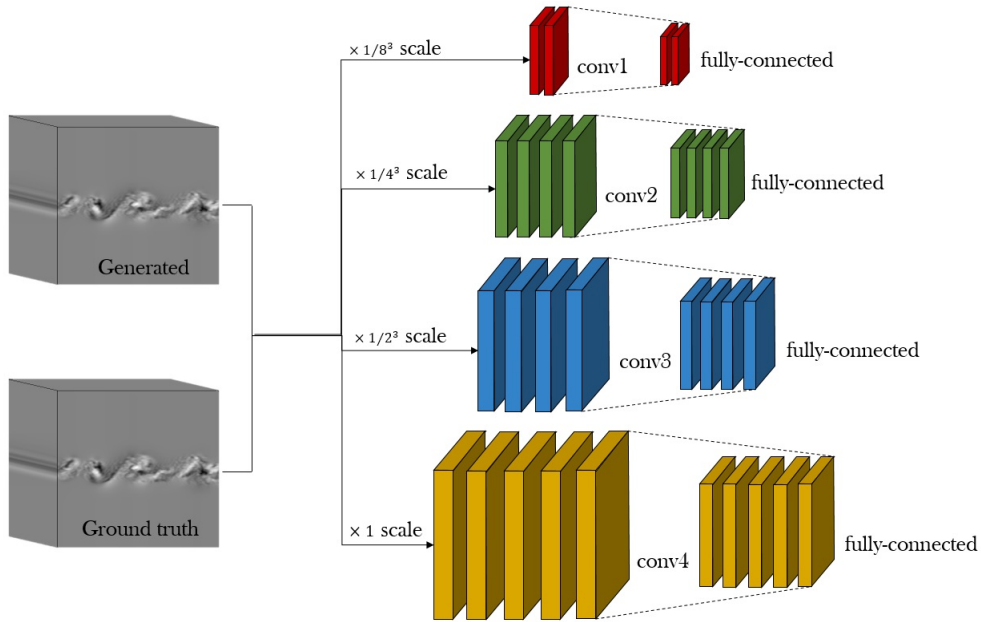 Generated
Ground truth
× 1/8³ scale
conv1
fully-connected
× 1/4³ scale
conv2
fully-connected
× 1/2³ scale
conv3
fully-connected
× 1 scale
conv4
fully-connected